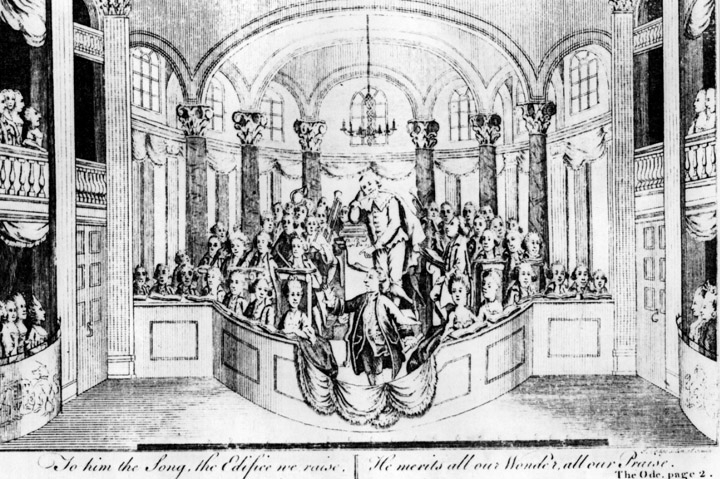 To him the Song, the Edifice we raise. He merits all our Wonder, all our Praise.
The Ode, page 2.